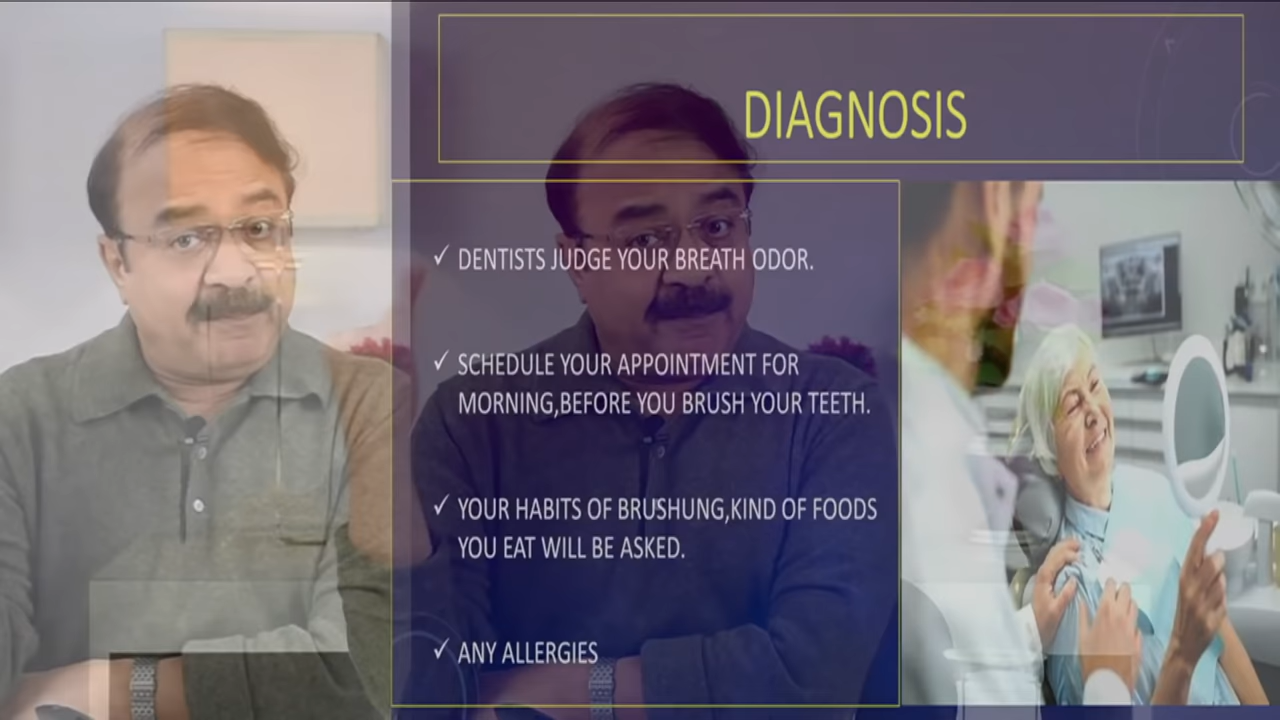 DIAGNOSIS
✓ DENTISTS JUDGE YOUR BREATH ODOR.
✓ SCHEDULE YOUR APPOINTMENT FOR
MORNING,BEFORE YOU BRUSH YOUR TEETH.
✓ YOUR HABITS OF BRUSHUNG,KIND OF FOODS
YOU EAT WILL BE ASKED.
✓ ANY ALLERGIES